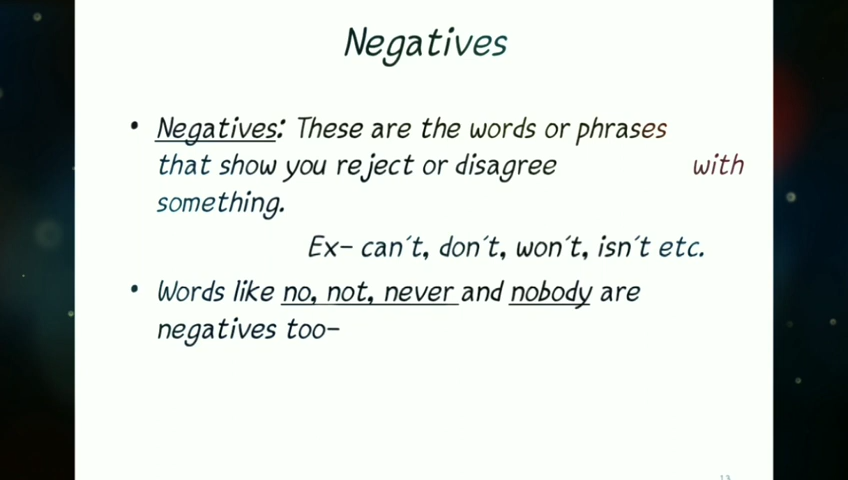 Negatives
• Negatives: These are the words or phrases
that show you reject or disagree with
something.
Ex- can´t, don´t, won´t, isn´t etc.
• Words like no, not, never and nobody are
negatives too-